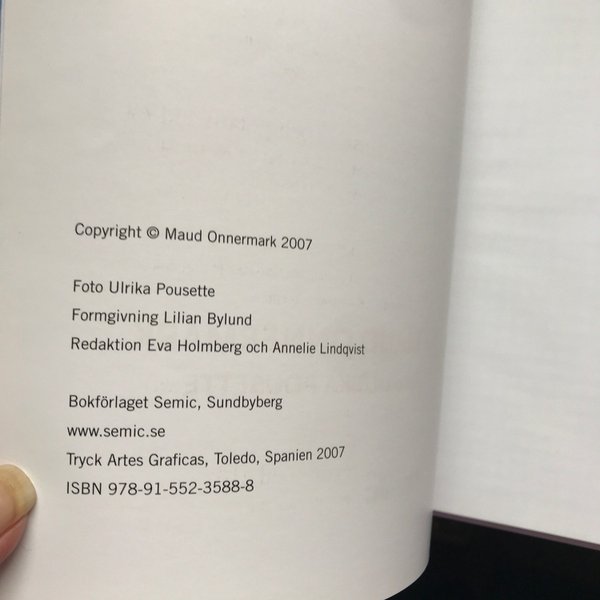 Copyright © Maud Onnermark 2007
Foto Ulrika Pousette
Formgivning Lilian Bylund
Redaktion Eva Holmberg och Annelie Lindqvist
Bokförlaget Semic, Sundbyberg
www.semic.se
Tryck Artes Graficas, Toledo, Spanien 2007
ISBN 978-91-552-3588-8